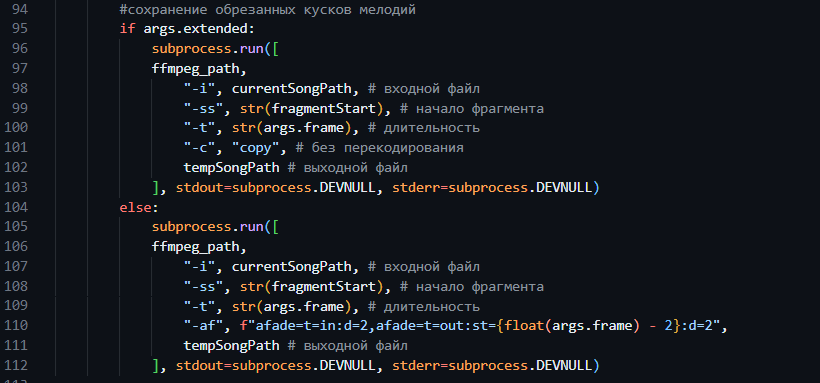 94 #сохранение обрезанных кусков мелодий
95 if args.extended:
96 subprocess.run([
97 ffmpeg_path,
98 "-i", currentSongPath, # входной файл
99 "-ss", str(fragmentStart), # начало фрагмента
100 "-t", str(args.frame), # длительность
101 "-c", "copy", # без перекодирования
102 tempSongPath # выходной файл
103 ], stdout=subprocess.DEVNULL, stderr=subprocess.DEVNULL)
104 else:
105 subprocess.run([
106 ffmpeg_path,
107 "-i", currentSongPath, # входной файл
108 "-ss", str(fragmentStart), # начало фрагмента
109 "-t", str(args.frame), # длительность
110 "-af", f"afade=t=in:d=2,afade=t=out:st={float(args.frame) - 2}:d=2",
111 tempSongPath # выходной файл
112 ], stdout=subprocess.DEVNULL, stderr=subprocess.DEVNULL)